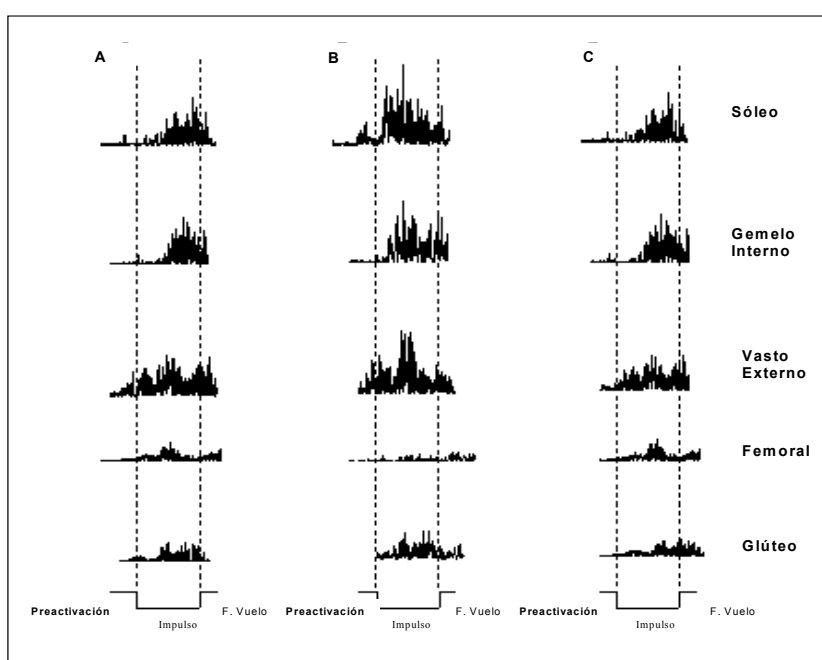 A
B
C
Sóleo
Gemelo
Interno
Vasto
Externo
Femoral
Glúteo
Preactivación
F. Vuelo
Preactivación
F. Vuelo
Preactivación
F. Vuelo
Impulso
Impulso
Impulso